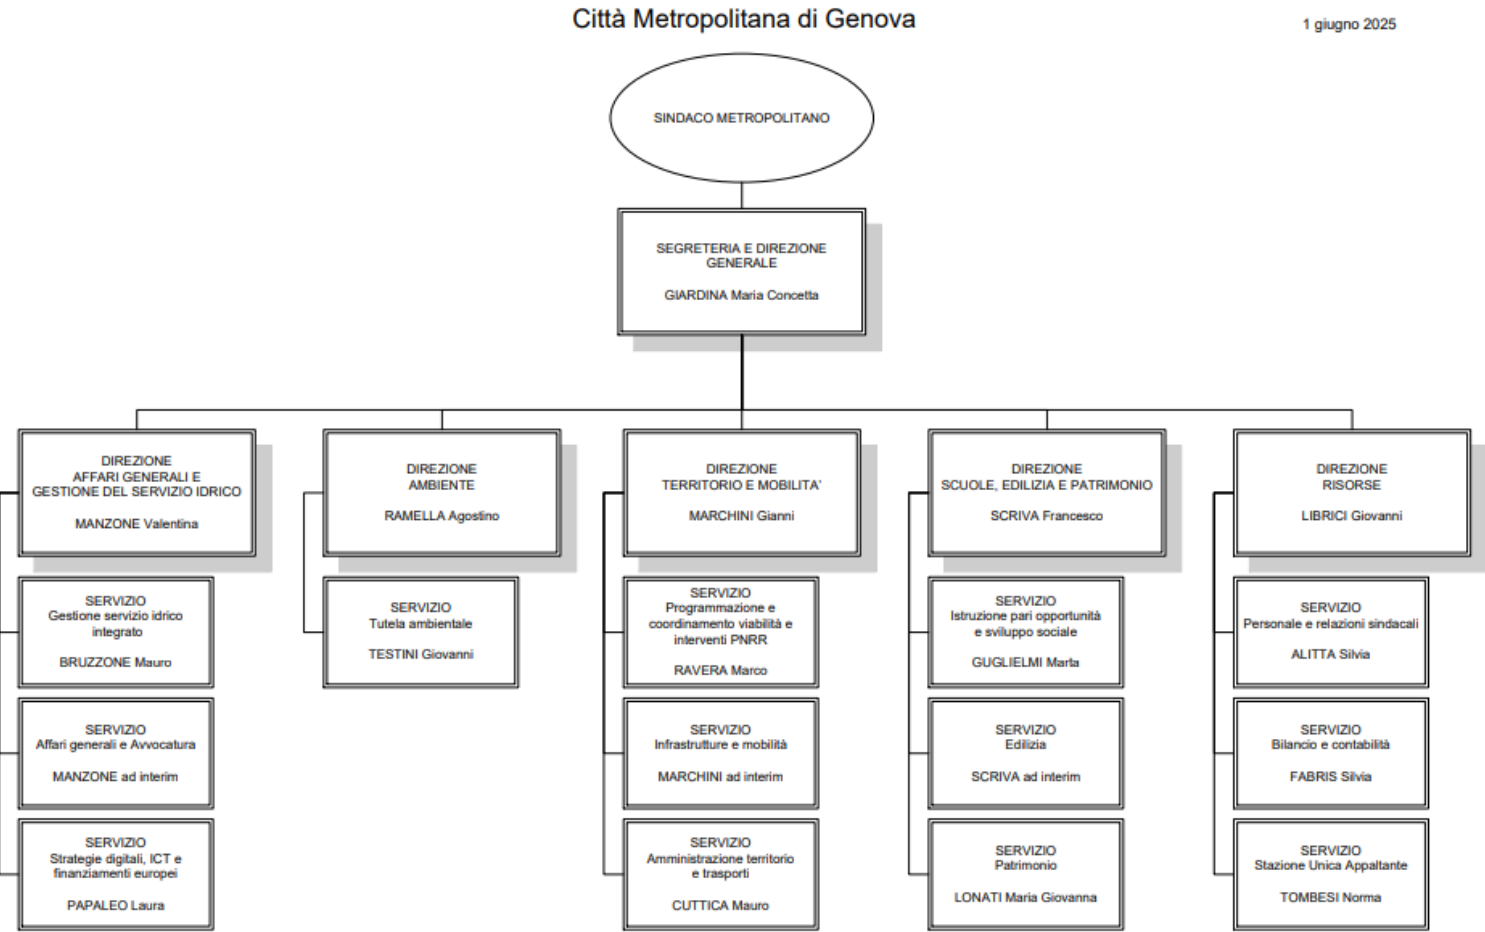 Città Metropolitana di Genova
1 giugno 2025
SINDACO METROPOLITANO
SEGRETERIA E DIREZIONE
GENERALE
GIARDINA Maria Concetta
DIREZIONE
AFFARI GENERALI E
GESTIONE DEL SERVIZIO IDRICO
MANZONE Valentina
DIREZIONE
AMBIENTE
RAMELLA Agostino
DIREZIONE
TERRITORIO E MOBILITA'
MARCHINI Gianni
DIREZIONE
SCUOLE, EDILIZIA E PATRIMONIO
SCRIVA Francesco
DIREZIONE
RISORSE
LIBRICI Giovanni
SERVIZIO
Gestione servizio idrico
integrato
BRUZZONE Mauro
SERVIZIO
Tutela ambientale
TESTINI Giovanni
SERVIZIO
Programmazione e
coordinamento viabilità e
interventi PNRR
RAVERA Marco
SERVIZIO
Istruzione pari opportunità
e sviluppo sociale
GUGLIELMI Marta
SERVIZIO
Personale e relazioni sindacali
ALITTA Silvia
SERVIZIO
Affari generali e Avvocatura
MANZONE ad interim
SERVIZIO
Infrastrutture e mobilità
MARCHINI ad interim
SERVIZIO
Edilizia
SCRIVA ad interim
SERVIZIO
Bilancio e contabilità
FABRIS Silvia
SERVIZIO
Strategie digitali, ICT e
finanziamenti europei
PAPALEO Laura
SERVIZIO
Amministrazione territorio
e trasporti
CUTTICA Mauro
SERVIZIO
Patrimonio
LONATI Maria Giovanna
SERVIZIO
Stazione Unica Appaltante
TOMBESI Norma